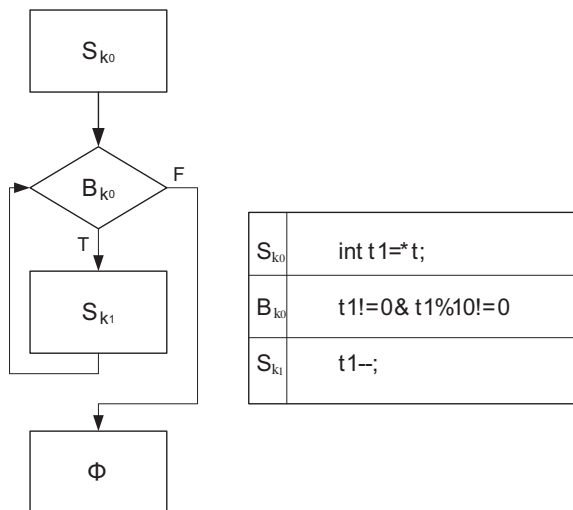 Sk0
Bk0
F
T
Sk1
Φ
Sk0 int t1=*t;
Bk0 t1!=0& t1%10!=0
Sk1 t1--;